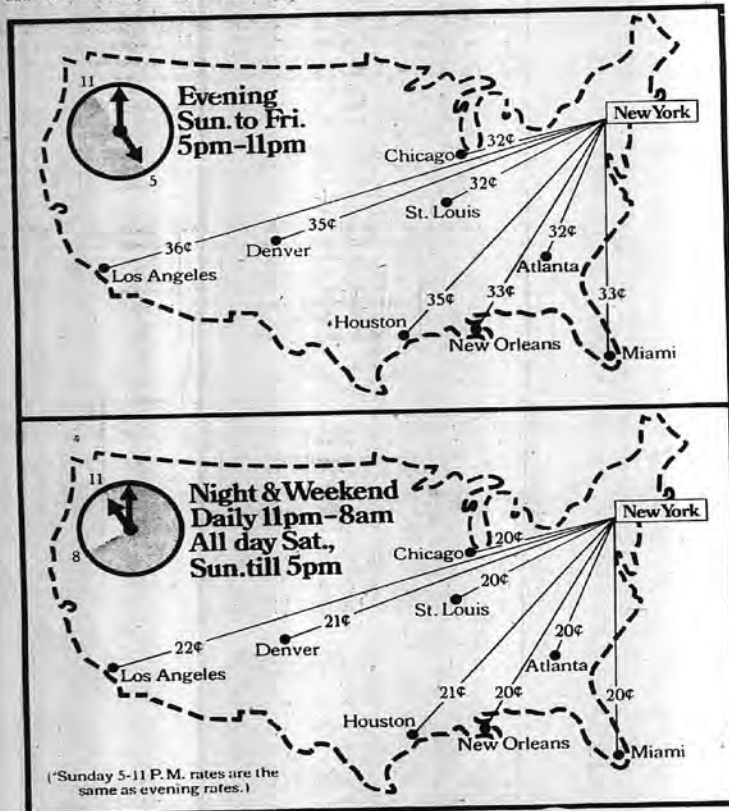 11
Evening
Sun. to Fri.
5pm–11pm
5
New York
32¢
Chicago
32¢
St. Louis
35¢
Denver
36¢
Los Angeles
32¢
Atlanta
35¢
33¢
33¢
Houston
New Orleans
Miami
11
8
Night & Weekend
Daily 11pm–8am
All day Sat.,
Sun. till 5pm
New York
20¢
Chicago
20¢
St. Louis
21¢
Denver
22¢
Los Angeles
20¢
Atlanta
21¢
20¢
20¢
Houston
New Orleans
Miami
(*Sunday 5-11 P.M. rates are the
same as evening rates.)